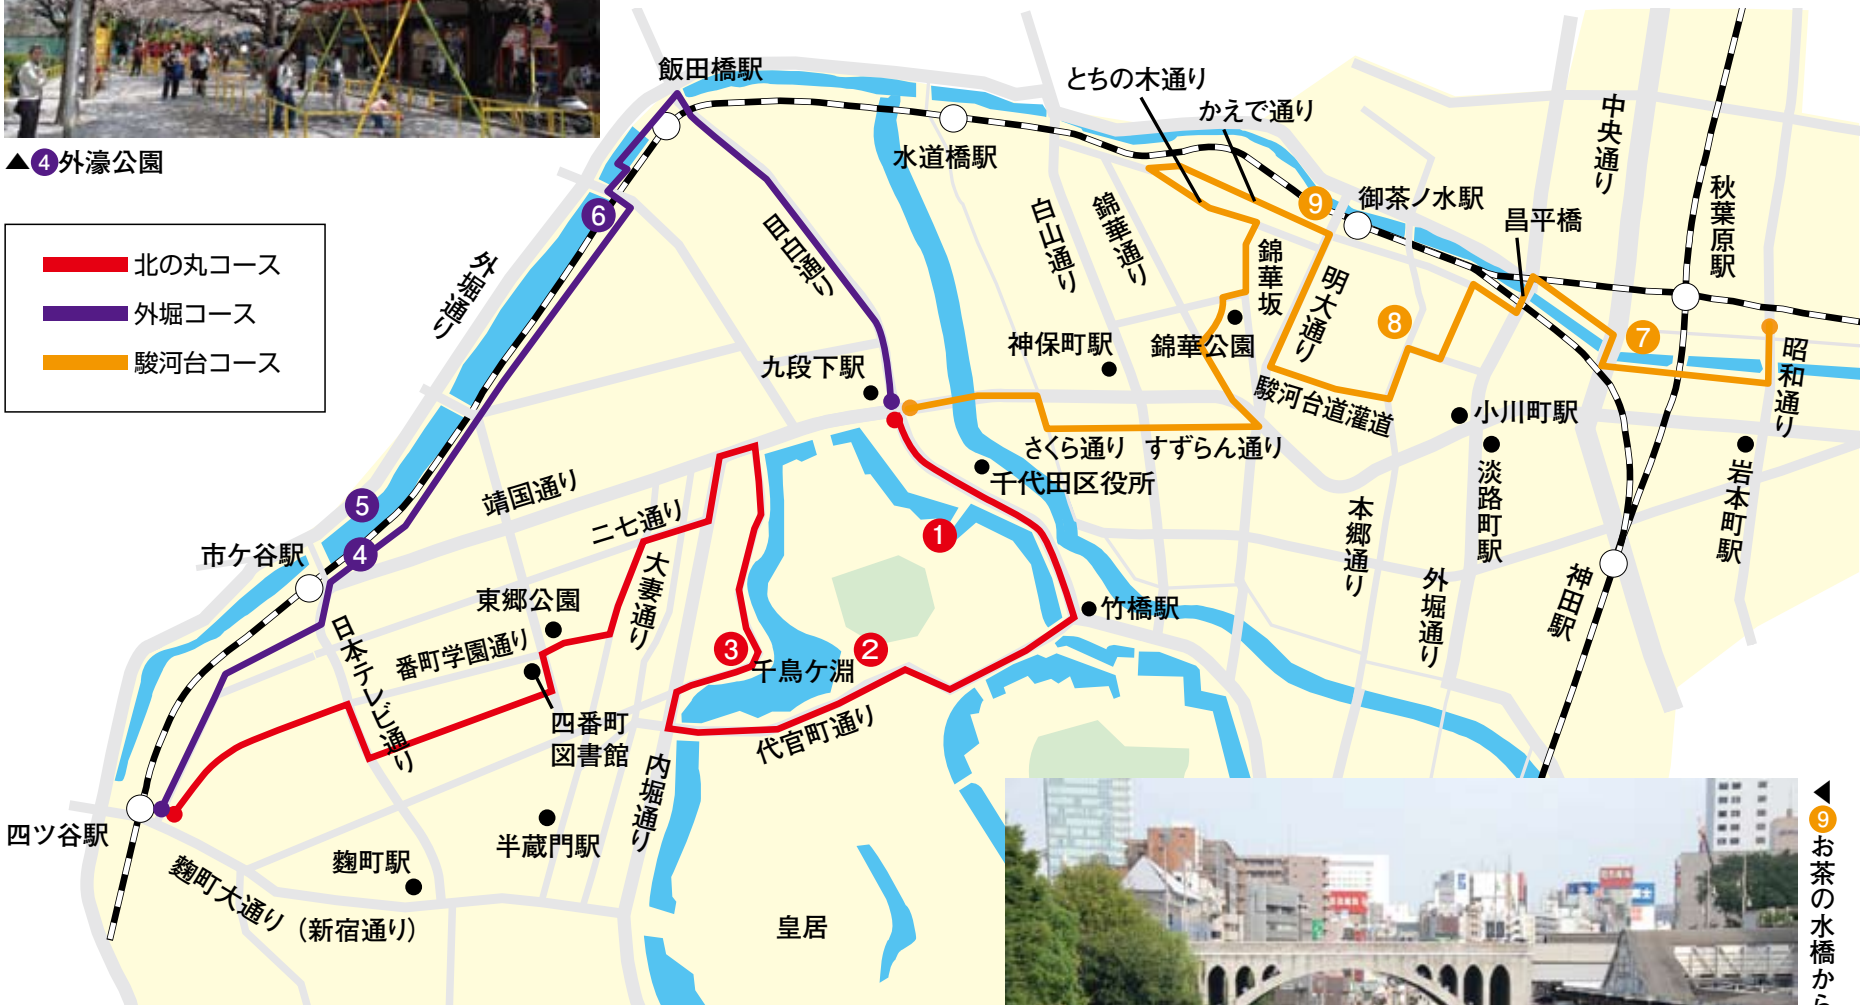 ▲④外濠公園
北の丸コース
外堀コース
駿河台コース
飯田橋駅
水道橋駅
とちの木通り
かえで通り
御茶ノ水駅
昌平橋
中央通り
秋葉原駅
昭和通り
外堀通り
目白通り
白山通り
錦華通り
錦華坂
明大通り
錦華公園
神保町駅
九段下駅
駿河台道灌道
小川町駅
さくら通り
すずらん通り
千代田区役所
淡路町駅
岩本町駅
本郷通り
外堀通り
神田駅
靖国通り
二七通り
大妻通り
市ケ谷駅
東郷公園
番町学園通り
日本テレビ通り
四番町
図書館
千鳥ケ淵
竹橋駅
代官町通り
内堀通り
四ツ谷駅
麴町駅
半蔵門駅
麴町大通り（新宿通り）
皇居
①
②
③
④
⑤
⑥
⑦
⑧
⑨
◀⑨お茶の水橋から